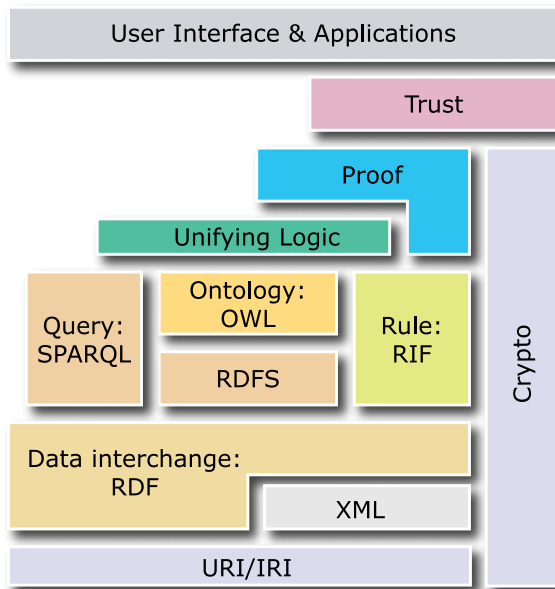 User Interface & Applications
Trust
Proof
Unifying Logic
Query:
SPARQL
Ontology:
OWL
RDFS
Rule:
RIF
Crypto
Data interchange:
RDF
XML
URI/IRI